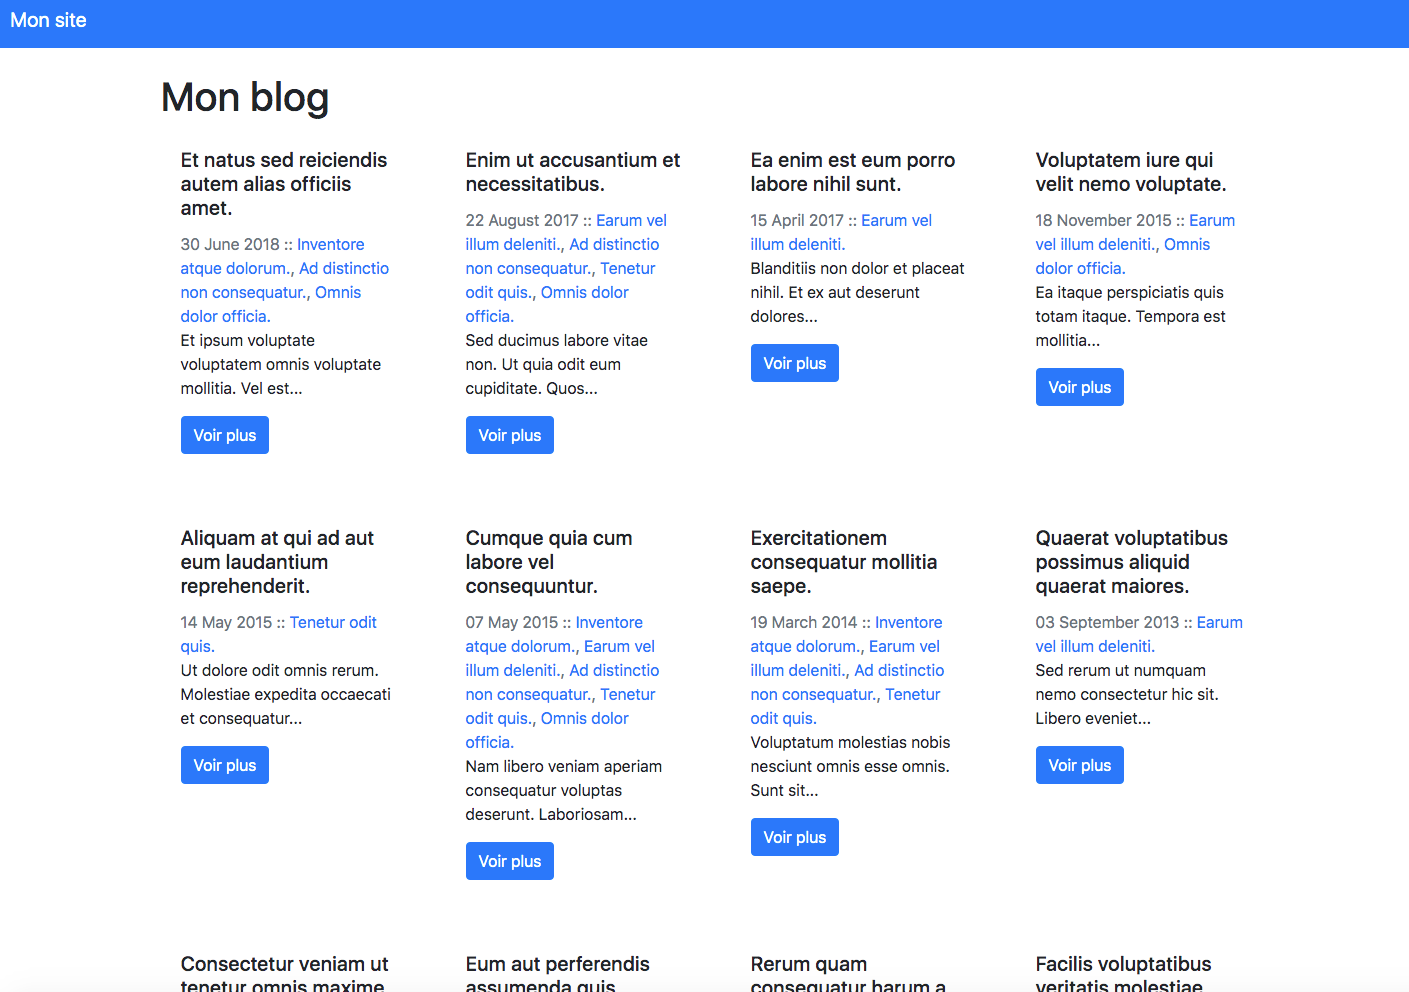 Mon site
Mon blog
Et natus sed reiciendis
autem alias officiis
amet.
30 June 2018 :: Inventore
atque dolorum., Ad distinctio
non consequatur., Omnis
dolor officia.
Et ipsum voluptate
voluptatem omnis voluptate
mollitia. Vel est...
Voir plus
Enim ut accusantium et
necessitatibus.
22 August 2017 :: Earum vel
illum deleniti., Ad distinctio
non consequatur., Tenetur
odit quis., Omnis dolor
officia.
Sed ducimus labore vitae
non. Ut quia odit eum
cupiditate. Quos...
Voir plus
Ea enim est eum porro
labore nihil sunt.
15 April 2017 :: Earum vel
illum deleniti.
Blanditiis non dolor et placeat
nihil. Et ex aut deserunt
dolores...
Voir plus
Voluptatem iure qui
velit nemo voluptate.
18 November 2015 :: Earum
vel illum deleniti., Omnis
dolor officia.
Ea itaque perspiciatis quis
totam itaque. Tempora est
mollitia...
Voir plus
Aliquam at qui ad aut
eum laudantium
reprehenderit.
14 May 2015 :: Tenetur odit
quis.
Ut dolore odit omnis rerum.
Molestiae expedita occaecati
et consequatur...
Voir plus
Cumque quia cum
labore vel
consequuntur.
07 May 2015 :: Inventore
atque dolorum., Earum vel
illum deleniti., Ad distinctio
non consequatur., Tenetur
odit quis., Omnis dolor
officia.
Nam libero veniam aperiam
consequatur voluptas
deserunt. Laboriosam...
Voir plus
Exercitationem
consequatur mollitia
saepe.
19 March 2014 :: Inventore
atque dolorum., Earum vel
illum deleniti., Ad distinctio
non consequatur., Tenetur
odit quis.
Voluptatum molestias nobis
nesciunt omnis esse omnis.
Sunt sit...
Voir plus
Quaerat voluptatibus
possimus aliquid
quaerat maiores.
03 September 2013 :: Earum
vel illum deleniti.
Sed rerum ut numquam
nemo consectetur hic sit.
Libero eveniet...
Voir plus
Consectetur veniam ut
tenetur omnis maxime
Eum aut perferendis
assumenda quis
Rerum quam
consequatur harum a
Facilis voluptatibus
veritatis molestiae